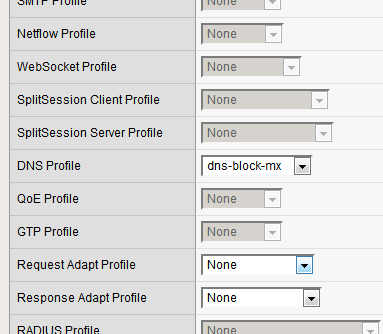 SMTP Profile None
Netflow Profile None
WebSocket Profile None
SplitSession Client Profile None
SplitSession Server Profile None
DNS Profile dns-block-mx
QoE Profile None
GTP Profile None
Request Adapt Profile None
Response Adapt Profile None
RADIUS Profile None